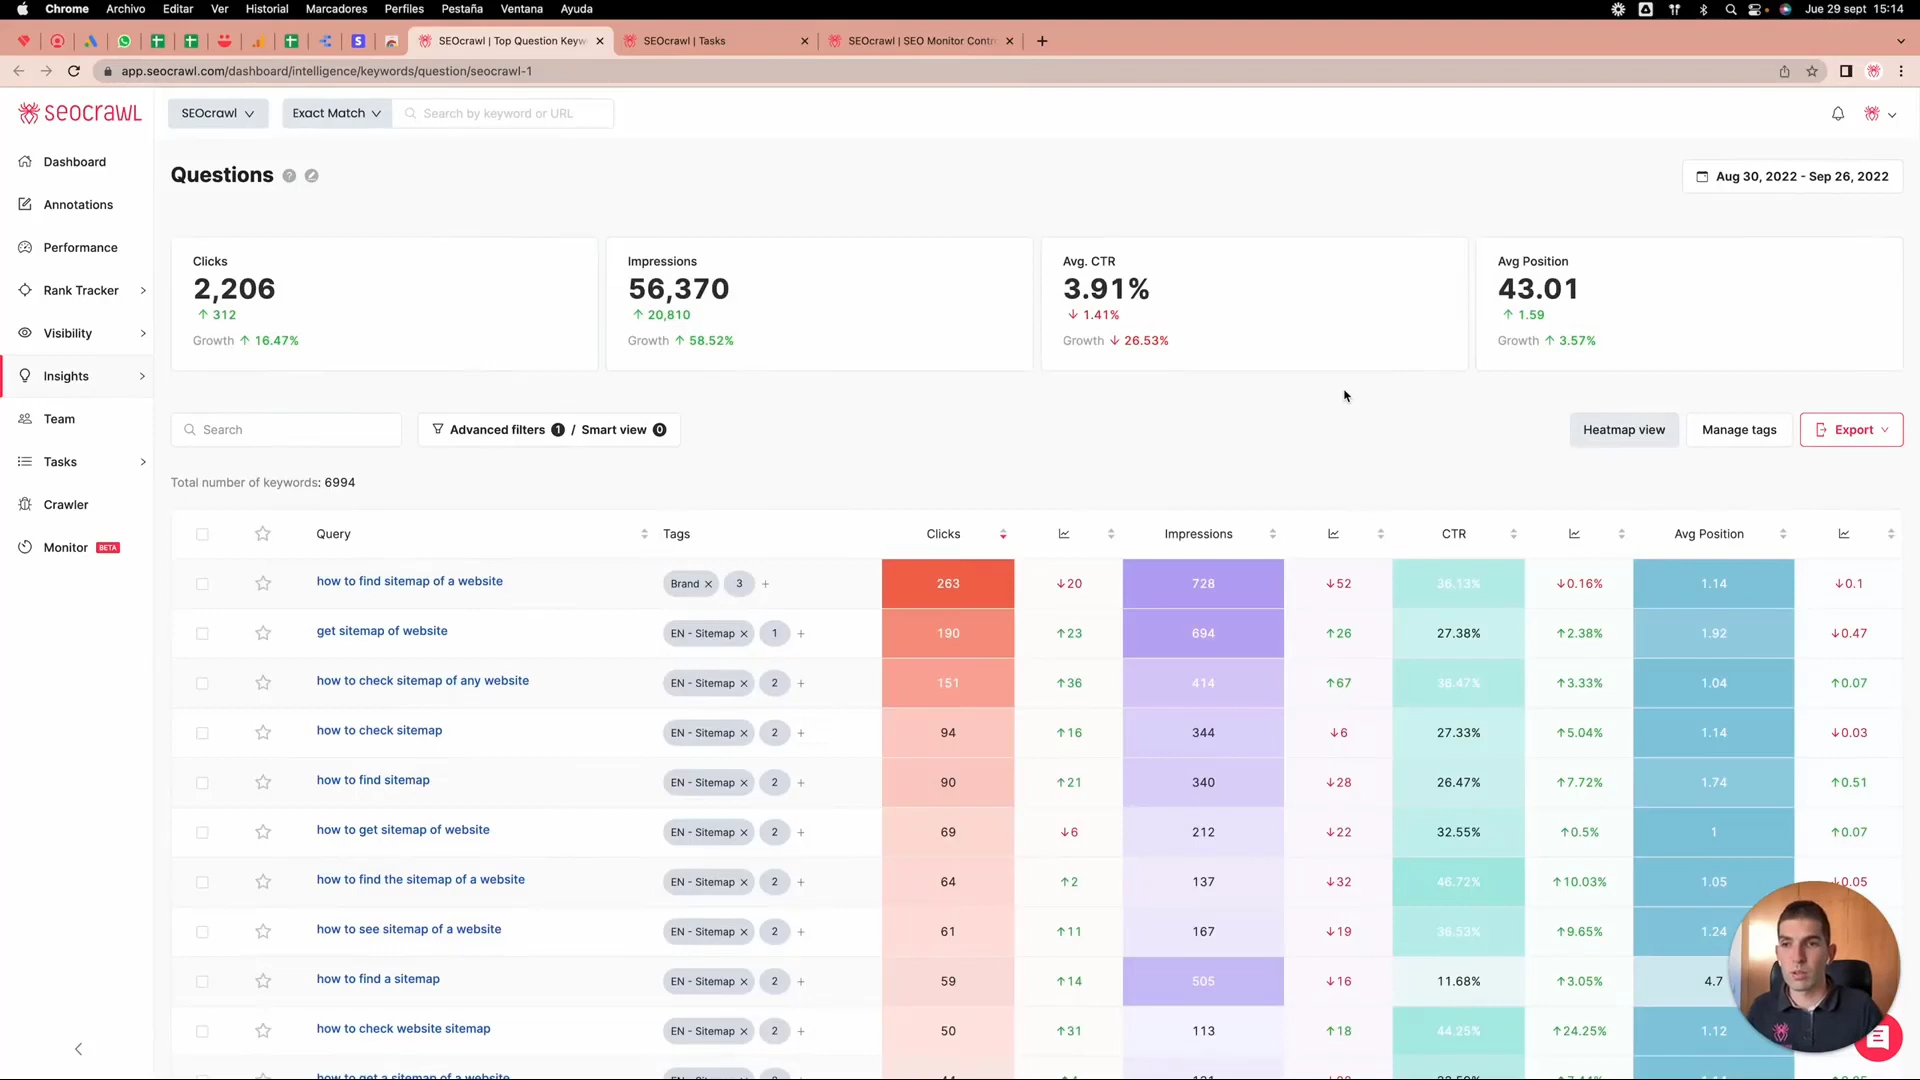 Chrome Archivo Editar Ver Historial Marcadores Perfiles Pestaña Ventana Ayuda Jue 29 sept 15:14
SEOcrawl | Top Question Keyw SEOcrawl | Tasks SEOcrawl | SEO Monitor Contr
app.seocrawl.com/dashboard/intelligence/keywords/question/seocrawl-1
seocrawl SEOcrawl Exact Match Search by keyword or URL
Dashboard
Annotations
Performance
Rank Tracker
Visibility
Insights
Team
Tasks
Crawler
Monitor BETA
Questions Aug 30, 2022 - Sep 26, 2022
Clicks
2,206
↑ 312
Growth ↑ 16.47%
Impressions
56,370
↑ 20,810
Growth ↑ 58.52%
Avg. CTR
3.91%
↓ 1.41%
Growth ↓ 26.53%
Avg Position
43.01
↑ 1.59
Growth ↑ 3.57%
Search Advanced filters 1 / Smart view 0 Heatmap view Manage tags Export
Total number of keywords: 6994
Query Tags Clicks Impressions CTR Avg Position
how to find sitemap of a website Brand × 3 + 263 ↓20 728 ↓52 36.13% ↓0.16% 1.14 ↓0.1
get sitemap of website EN - Sitemap × 1 + 190 ↑23 694 ↑26 27.38% ↑2.38% 1.92 ↓0.47
how to check sitemap of any website EN - Sitemap × 2 + 151 ↑36 414 ↑67 36.47% ↑3.33% 1.04 ↑0.07
how to check sitemap EN - Sitemap × 2 + 94 ↑16 344 ↓6 27.33% ↑5.04% 1.14 ↓0.03
how to find sitemap EN - Sitemap × 2 + 90 ↑21 340 ↓28 26.47% ↑7.72% 1.74 ↑0.51
how to get sitemap of website EN - Sitemap × 2 + 69 ↓6 212 ↓22 32.55% ↑0.5% 1 ↑0.07
how to find the sitemap of a website EN - Sitemap × 2 + 64 ↑2 137 ↓32 46.72% ↑10.03% 1.05 ↓0.05
how to see sitemap of a website EN - Sitemap × 2 + 61 ↑11 167 ↓19 36.53% ↑9.65% 1.24
how to find a sitemap EN - Sitemap × 2 + 59 ↑14 505 ↓16 11.68% ↑3.05% 4.7
how to check website sitemap EN - Sitemap × 2 + 50 ↑31 113 ↑18 44.25% ↑24.25% 1.12
how to get a sitemap of a website